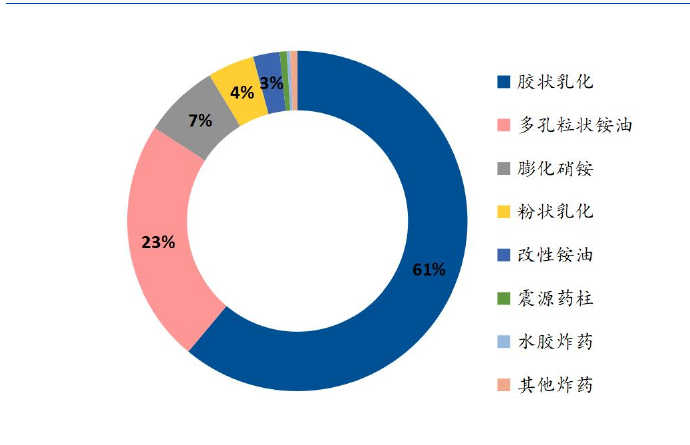 3%
4%
7%
23%
61%
胶状乳化
多孔粒状铵油
膨化硝铵
粉状乳化
改性铵油
震源药柱
水胶炸药
其他炸药